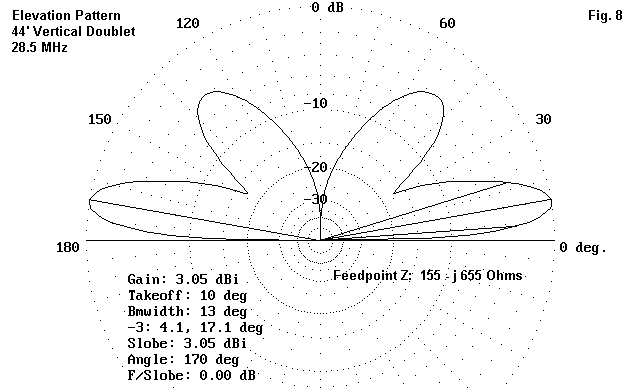 Elevation Pattern
44' Vertical Doublet
28.5 MHz
0 dB
Fig. 8
120
60
-10
150
30
-20
-30
180
0 deg.
Feedpoint Z: 155 - j 655 Ohms
Gain: 3.05 dBi
Takeoff: 10 deg
Bmwidth: 13 deg
-3: 4.1, 17.1 deg
Slobe: 3.05 dBi
Angle: 170 deg
F/Slobe: 0.00 dB